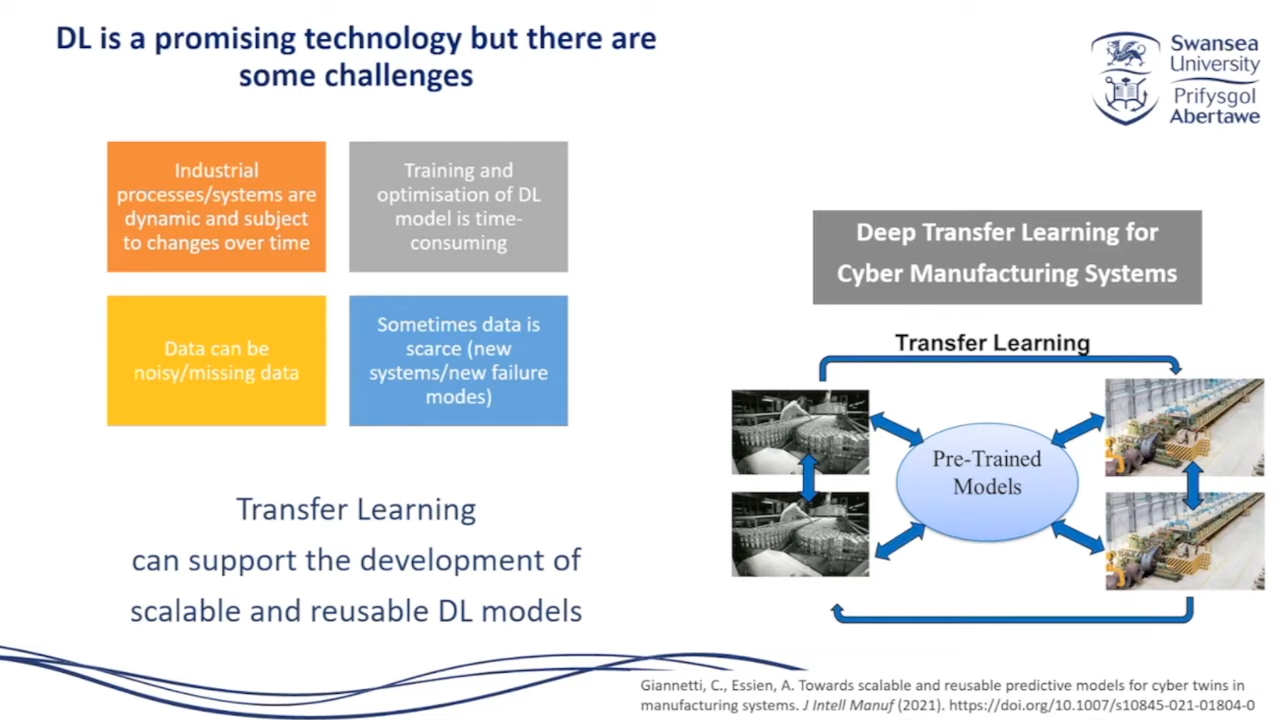 DL is a promising technology but there are
some challenges
Swansea
University
Prifysgol
Abertawe
Industrial
processes/systems are
dynamic and subject
to changes over time
Training and
optimisation of DL
model is time-
consuming
Data can be
noisy/missing data
Sometimes data is
scarce (new
systems/new failure
modes)
Transfer Learning
can support the development of
scalable and reusable DL models
Deep Transfer Learning for
Cyber Manufacturing Systems
Transfer Learning
Pre-Trained
Models
Giannetti, C., Essien, A. Towards scalable and reusable predictive models for cyber twins in
manufacturing systems. J Intell Manuf (2021). https://doi.org/10.1007/s10845-021-01804-0